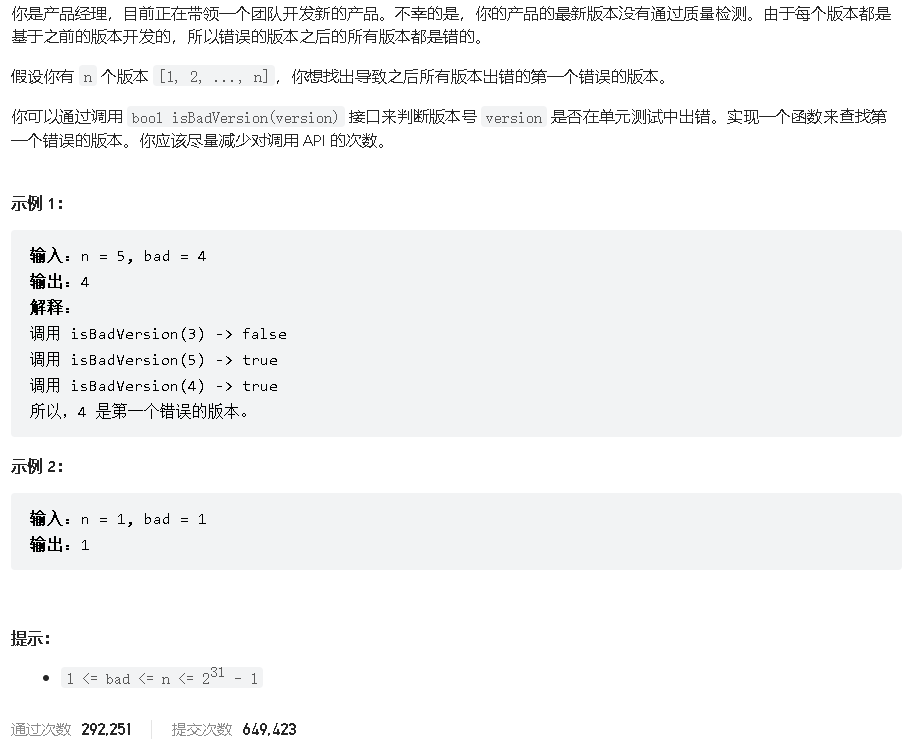 你是产品经理，目前正在带领一个团队开发新的产品。不幸的是，你的产品的最新版本没有通过质量检测。由于每个版本都是
基于之前的版本开发的，所以错误的版本之后的所有版本都是错的。
假设你有 n 个版本 [1, 2, ..., n]，你想找出导致之后所有版本出错的第一个错误的版本。
你可以通过调用 bool isBadVersion(version) 接口来判断版本号 version 是否在单元测试中出错。实现一个函数来查找第
一个错误的版本。你应该尽量减少对调用 API 的次数。
示例 1：
输入：n = 5, bad = 4
输出：4
解释：
调用 isBadVersion(3) -> false
调用 isBadVersion(5) -> true
调用 isBadVersion(4) -> true
所以，4 是第一个错误的版本。
示例 2：
输入：n = 1, bad = 1
输出：1
提示：
• 1 <= bad <= n <= 2³¹ - 1
通过次数 292,251 提交次数 649,423